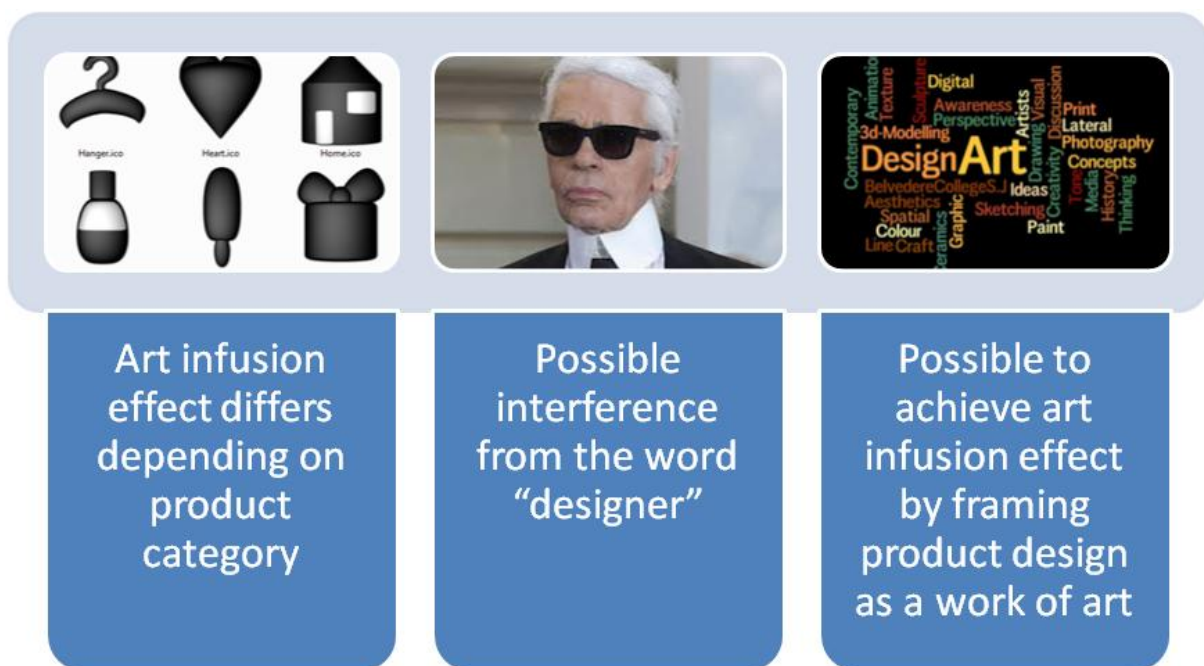 Hanger.ico
Heart.ico
Home.ico
Digital
Animatio
Texture
Sculpture
Contemporary
Awareness
Perspective
Artists
Visual
Discussion
Print
Lateral
3d-Modelling
Photography
Design
Art
Drawing
Concepts
BelvedereCollegeS.J
Ideas
Creativity
Tone
Media
History
Thinking
Aesthetics
Spatial
Graphic
Sketching
Colour
Paint
Line
Craft
Ceramics
Art infusion
effect differs
depending on
product
category
Possible
interference
from the word
“designer”
Possible to
achieve art
infusion effect
by framing
product design
as a work of art